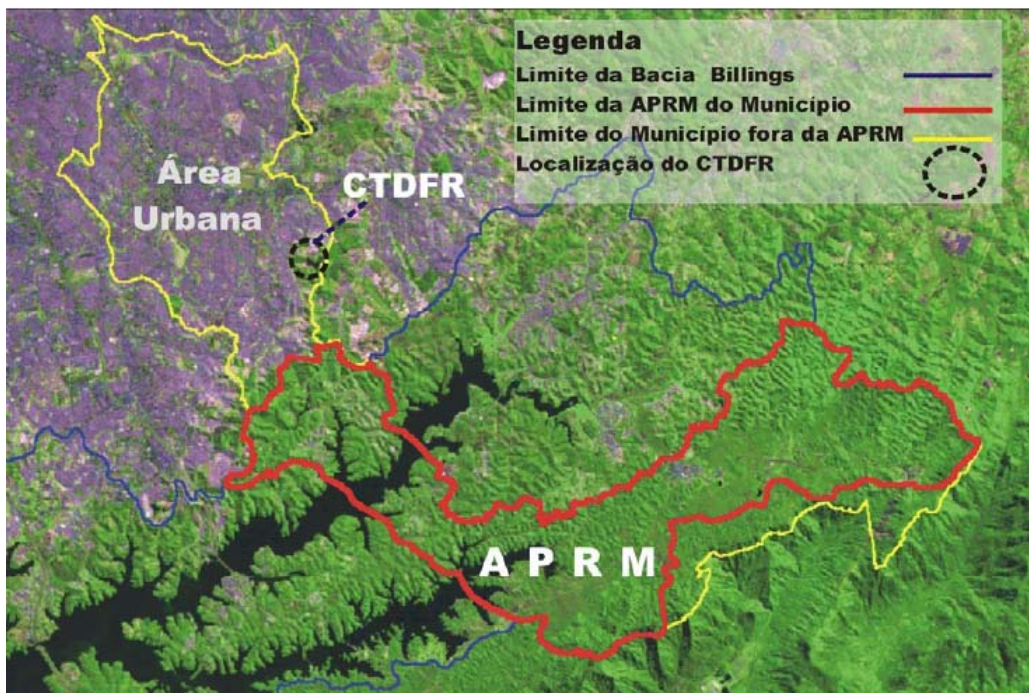 Legenda
Limite da Bacia Billings
Limite da APRM do Município
Limite do Município fora da APRM
Localização do CTDFR
Área
Urbana
CTDFR
A P R M